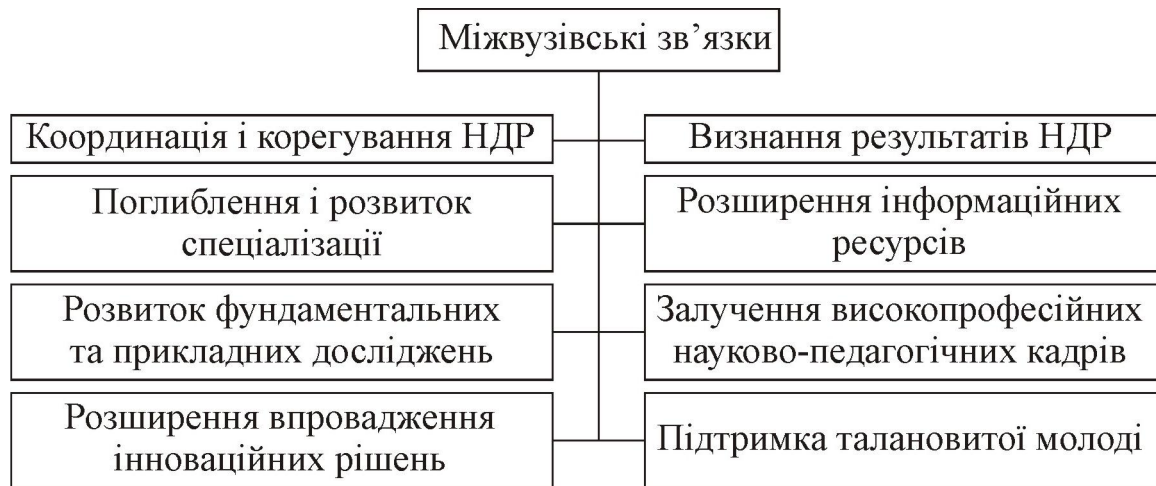 Міжвузівські зв’язки
Координація і корегування НДР
Визнання результатів НДР
Поглиблення і розвиток
спеціалізації
Розширення інформаційних
ресурсів
Розвиток фундаментальних
та прикладних досліджень
Залучення високопрофесійних
науково-педагогічних кадрів
Розширення впровадження
інноваційних рішень
Підтримка талановитої молоді